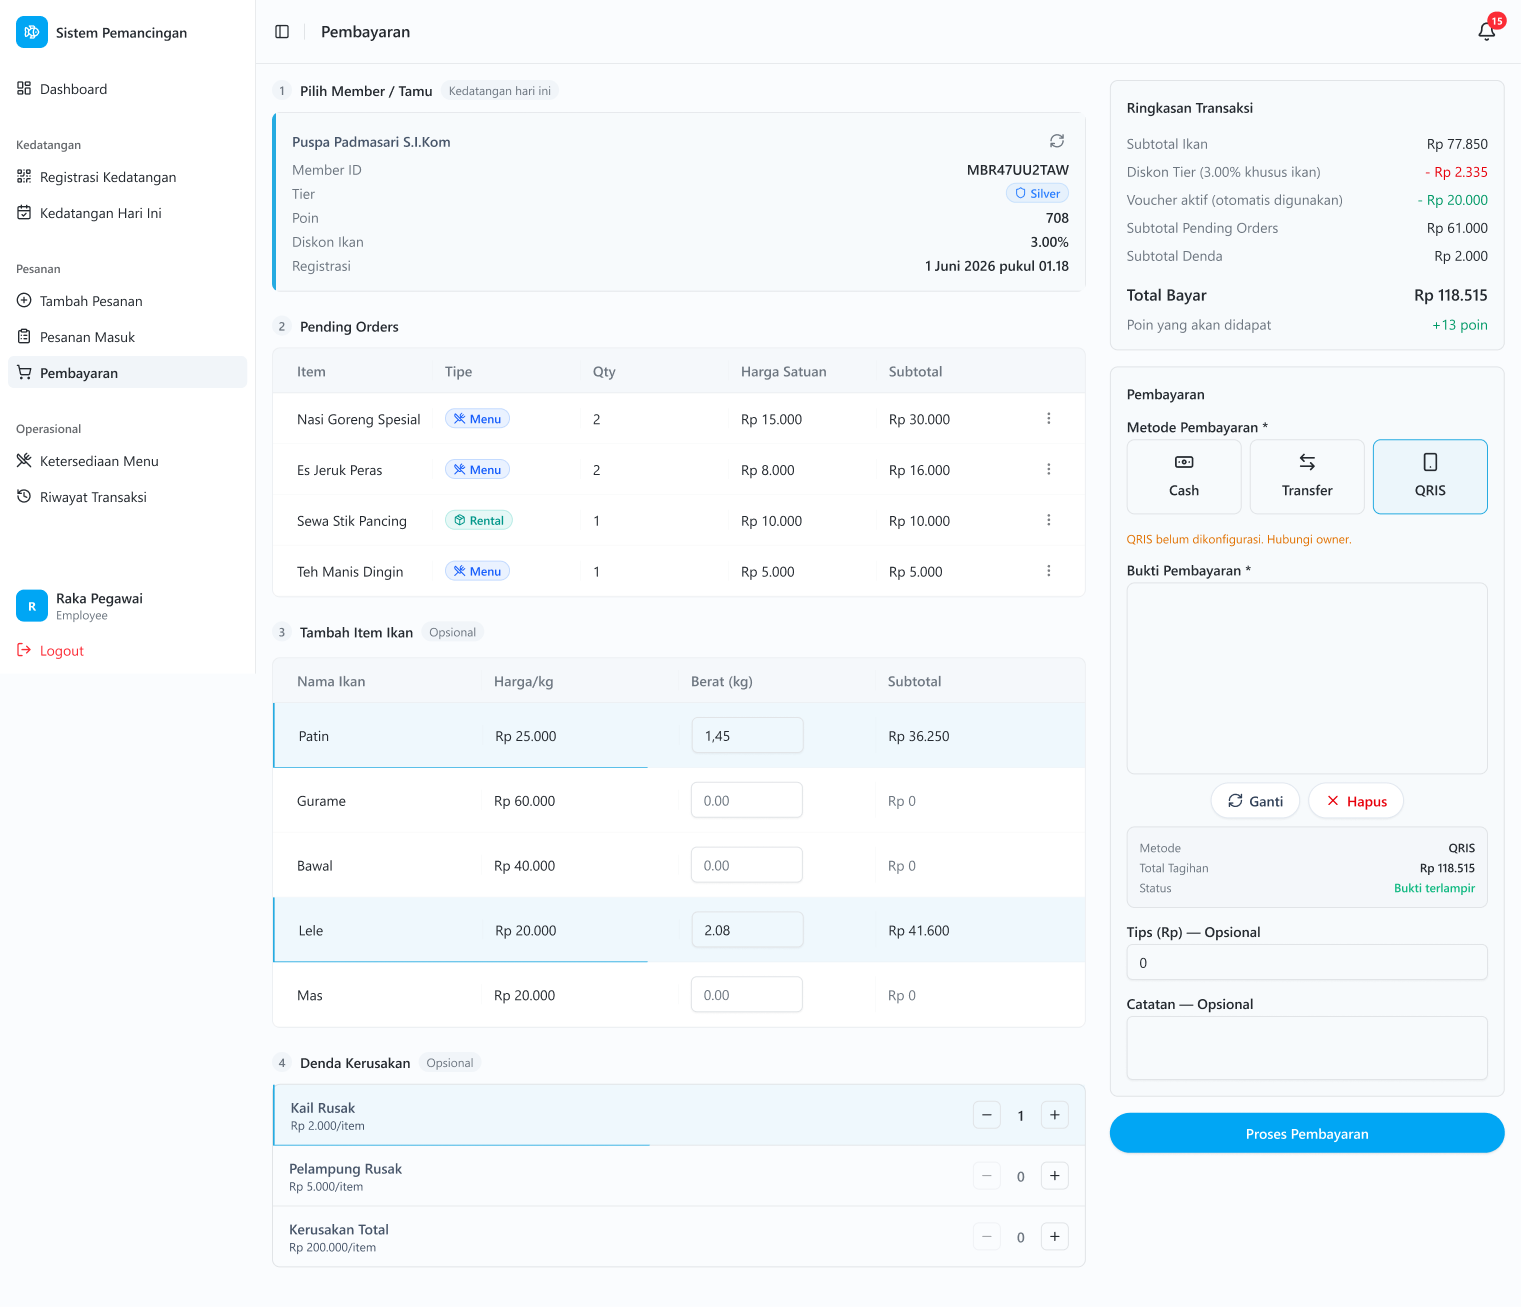 Sistem Pemancingan
Dashboard
Kedatangan
Registrasi Kedatangan
Kedatangan Hari Ini
Pesanan
Tambah Pesanan
Pesanan Masuk
Pembayaran
Operasional
Ketersediaan Menu
Riwayat Transaksi
R
Raka Pegawai
Employee
Logout
Pembayaran
15
1 Pilih Member / Tamu Kedatangan hari ini
Puspa Padmasari S.I.Kom
Member ID MBR47UU2TAW
Tier Silver
Poin 708
Diskon Ikan 3.00%
Registrasi 1 Juni 2026 pukul 01.18
2 Pending Orders
Item Tipe Qty Harga Satuan Subtotal
Nasi Goreng Spesial Menu 2 Rp 15.000 Rp 30.000
Es Jeruk Peras Menu 2 Rp 8.000 Rp 16.000
Sewa Stik Pancing Rental 1 Rp 10.000 Rp 10.000
Teh Manis Dingin Menu 1 Rp 5.000 Rp 5.000
3 Tambah Item Ikan Opsional
Nama Ikan Harga/kg Berat (kg) Subtotal
Patin Rp 25.000 1,45 Rp 36.250
Gurame Rp 60.000 0.00 Rp 0
Bawal Rp 40.000 0.00 Rp 0
Lele Rp 20.000 2.08 Rp 41.600
Mas Rp 20.000 0.00 Rp 0
4 Denda Kerusakan Opsional
Kail Rusak
Rp 2.000/item
− 1 +
Pelampung Rusak
Rp 5.000/item
− 0 +
Kerusakan Total
Rp 200.000/item
− 0 +
Ringkasan Transaksi
Subtotal Ikan Rp 77.850
Diskon Tier (3.00% khusus ikan) - Rp 2.335
Voucher aktif (otomatis digunakan) - Rp 20.000
Subtotal Pending Orders Rp 61.000
Subtotal Denda Rp 2.000
Total Bayar Rp 118.515
Poin yang akan didapat +13 poin
Pembayaran
Metode Pembayaran *
Cash Transfer QRIS
QRIS belum dikonfigurasi. Hubungi owner.
Bukti Pembayaran *
Ganti Hapus
Metode QRIS
Total Tagihan Rp 118.515
Status Bukti terlampir
Tips (Rp) — Opsional
0
Catatan — Opsional
Proses Pembayaran